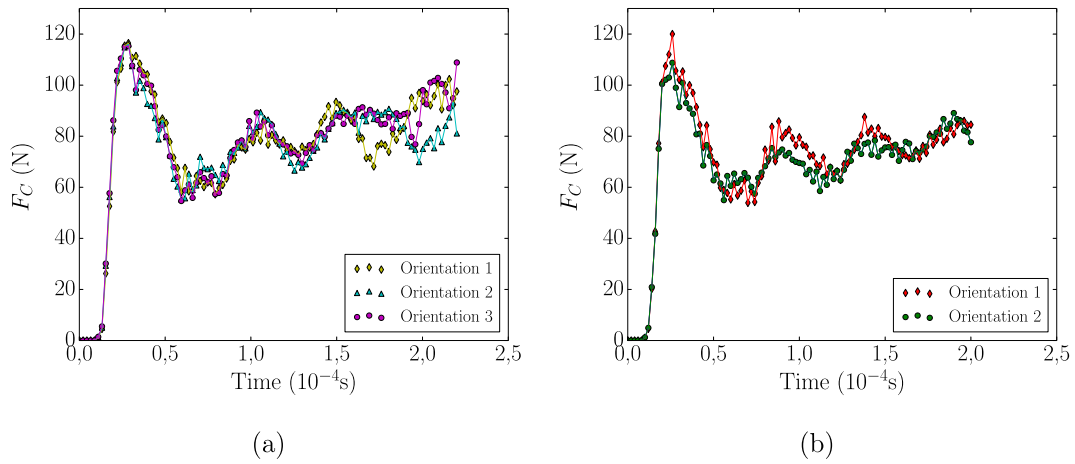 120
100
80
60
40
20
0
F_C (N)
0,0 0,5 1,0 1,5 2,0 2,5
Time (10⁻⁴s)
Orientation 1
Orientation 2
Orientation 3
(a)
120
100
80
60
40
20
0
F_C (N)
0,0 0,5 1,0 1,5 2,0 2,5
Time (10⁻⁴s)
Orientation 1
Orientation 2
(b)